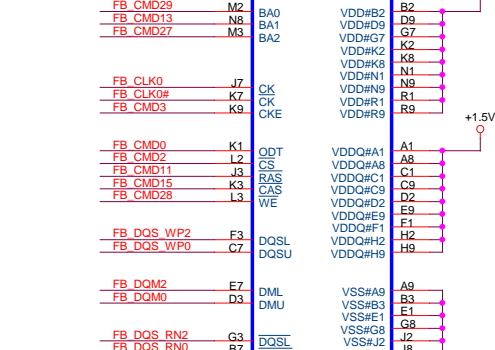 FB_CMD29 M2 BA0 VDD#B2 B2
FB_CMD13 N8 BA1 VDD#D9 D9
FB_CMD27 M3 BA2 VDD#G7 G7
VDD#K2 K2
VDD#K8 K8
VDD#N1 N1
FB_CLK0 J7 CK VDD#N9 N9
FB_CLK0# K7 CK VDD#R1 R1
FB_CMD3 K9 CKE VDD#R9 R9
+1.5V
FB_CMD0 K1 ODT VDDQ#A1 A1
FB_CMD2 L2 CS VDDQ#A8 A8
FB_CMD11 J3 RAS VDDQ#C1 C1
FB_CMD15 K3 CAS VDDQ#C9 C9
FB_CMD28 L3 WE VDDQ#D2 D2
VDDQ#E9 E9
VDDQ#F1 F1
FB_DQS_WP2 F3 DQSL VDDQ#H2 H2
FB_DQS_WP0 C7 DQSU VDDQ#H9 H9
FB_DQM2 E7 DML VSS#A9 A9
FB_DQM0 D3 DMU VSS#B3 B3
VSS#E1 E1
VSS#G8 G8
FB_DQS_RN2 G3 DQSL VSS#J2 J2
FB_DQS_RN0 B7 J8